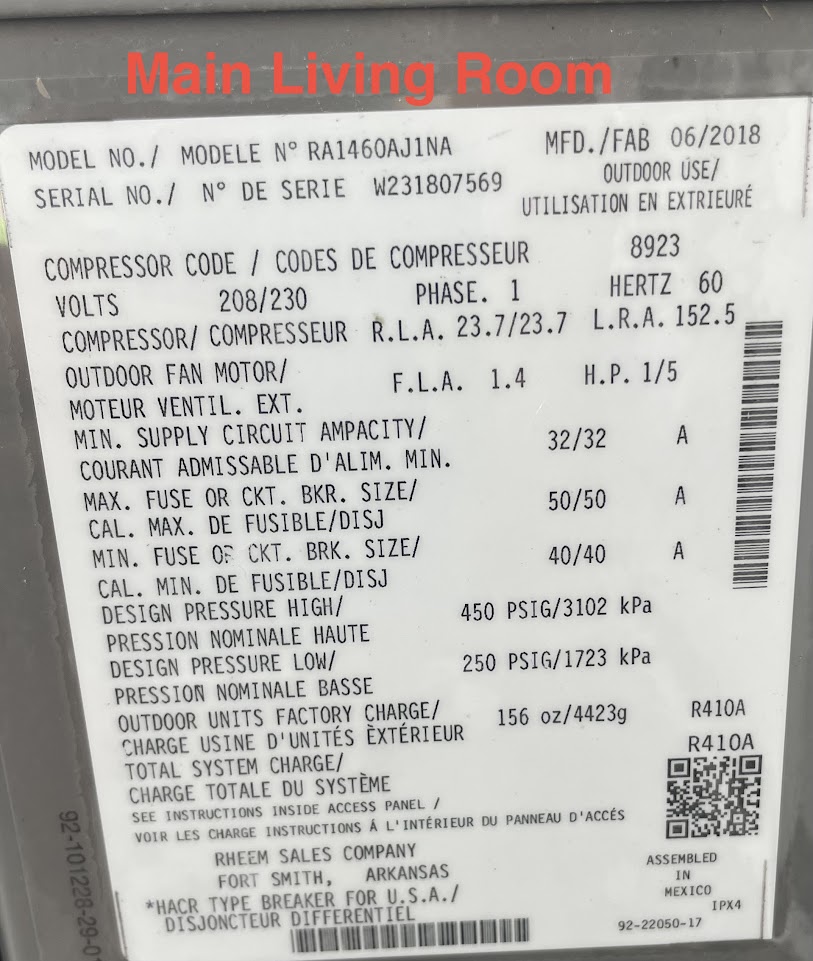 Main Living Room
MODEL NO./ MODELE N° RA1460AJ1NA MFD./FAB 06/2018
SERIAL NO./ N° DE SERIE W231807569 OUTDOOR USE/
UTILISATION EN EXTRIEURÉ
COMPRESSOR CODE / CODES DE COMPRESSEUR 8923
VOLTS 208/230 PHASE. 1 HERTZ 60
COMPRESSOR/ COMPRESSEUR R.L.A. 23.7/23.7 L.R.A. 152.5
OUTDOOR FAN MOTOR/ F.L.A. 1.4 H.P. 1/5
MOTEUR VENTIL. EXT.
MIN. SUPPLY CIRCUIT AMPACITY/ 32/32 A
COURANT ADMISSABLE D'ALIM. MIN.
MAX. FUSE OR CKT. BKR. SIZE/ 50/50 A
CAL. MAX. DE FUSIBLE/DISJ
MIN. FUSE OR CKT. BRK. SIZE/ 40/40 A
CAL. MIN. DE FUSIBLE/DISJ
DESIGN PRESSURE HIGH/ 450 PSIG/3102 kPa
PRESSION NOMINALE HAUTE
DESIGN PRESSURE LOW/ 250 PSIG/1723 kPa
PRESSION NOMINALE BASSE
OUTDOOR UNITS FACTORY CHARGE/ 156 oz/4423g R410A
CHARGE USINE D'UNITÉS ÈXTÉRIEUR
TOTAL SYSTEM CHARGE/ R410A
CHARGE TOTALE DU SYSTÈME
SEE INSTRUCTIONS INSIDE ACCESS PANEL /
VOIR LES CHARGE INSTRUCTIONS Á L'INTÉRIEUR DU PANNEAU D'ACCÉS
RHEEM SALES COMPANY
FORT SMITH, ARKANSAS
ASSEMBLED
IN
MEXICO
IPX4
*HACR TYPE BREAKER FOR U.S.A./
DISJONCTEUR DIFFERENTIEL
92-22050-17